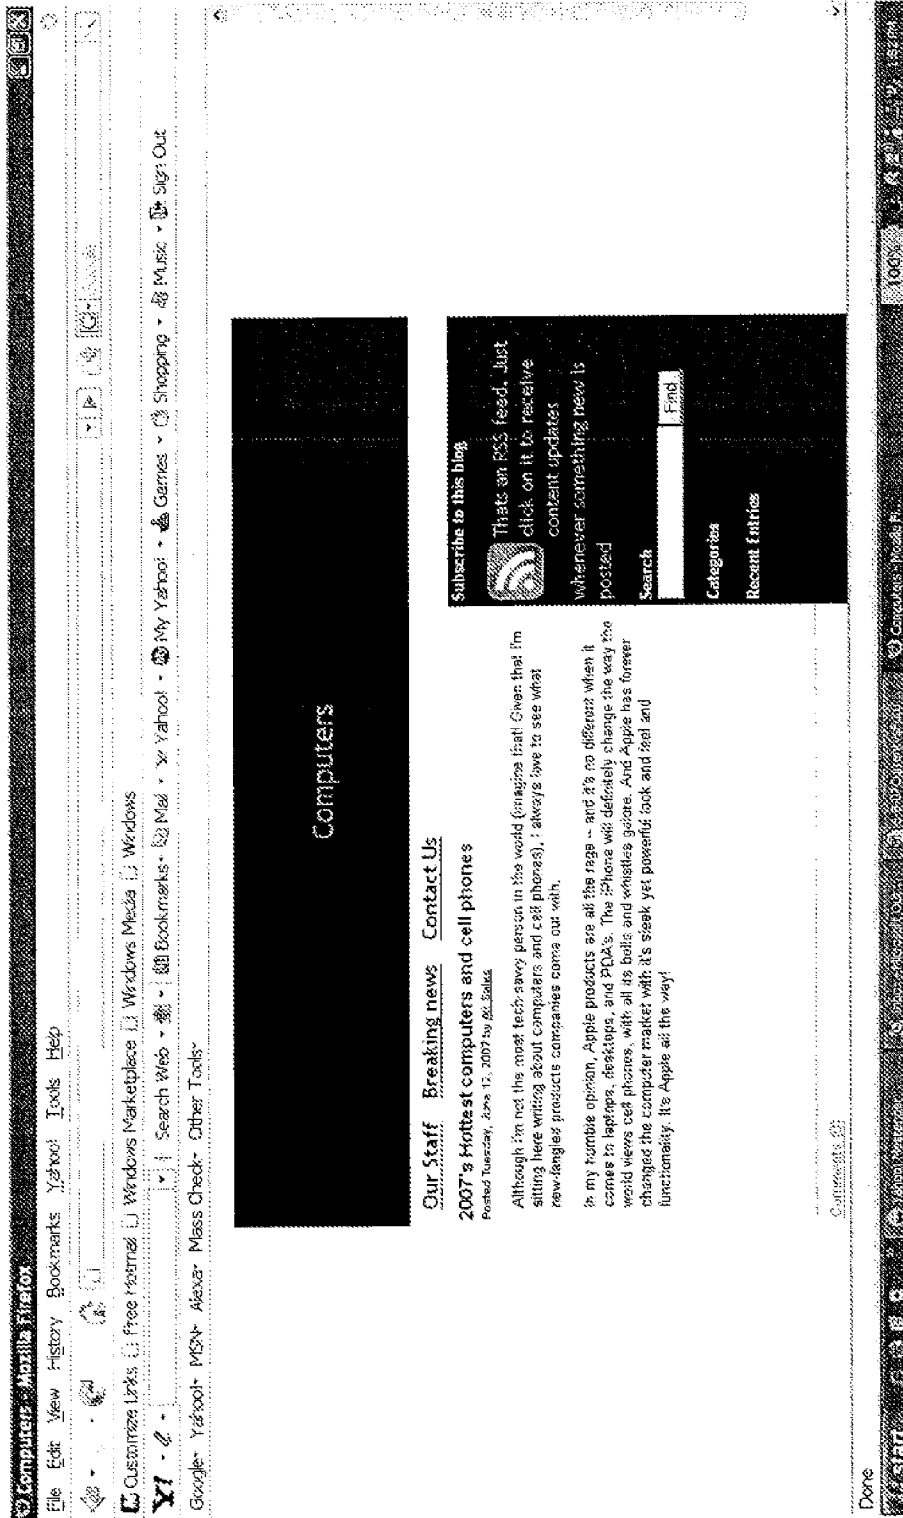 Computers - Mozilla Firefox
File Edit View History Bookmarks Yahoo! Tools Help
Customize Links Free Hotmail Windows Marketplace Windows Media Windows
Y! Search Web Bookmarks Mail Yahoo! My Yahoo! Games Shopping Music Sign Out
Google Yahoo! MSN Alexa Mass Check Other Tools
Computers
Our Staff Breaking news Contact Us
2007's Hottest computers and cell phones
Posted Tuesday, June 12, 2007 by
Although I'm not the most tech-savvy person in the world (imagine that! Given that I'm
sitting here writing about computers and cell phones), I always love to see what
new-fangled products companies come out with.
In my humble opinion, Apple products are all the rage -- and it's no different when it
comes to laptops, desktops, and PDA's. The iPhone will definitely change the way the
world views cell phones, with all its bells and whistles galore. And Apple has forever
changed the computer market with it's sleek yet powerful look and feel and
functionality. It's Apple all the way!
Comments
Subscribe to this blog
Thats an RSS feed. Just
click on it to receive
content updates
whenever something new is
posted
Search
Find
Categories
Recent Entries
Done
100%